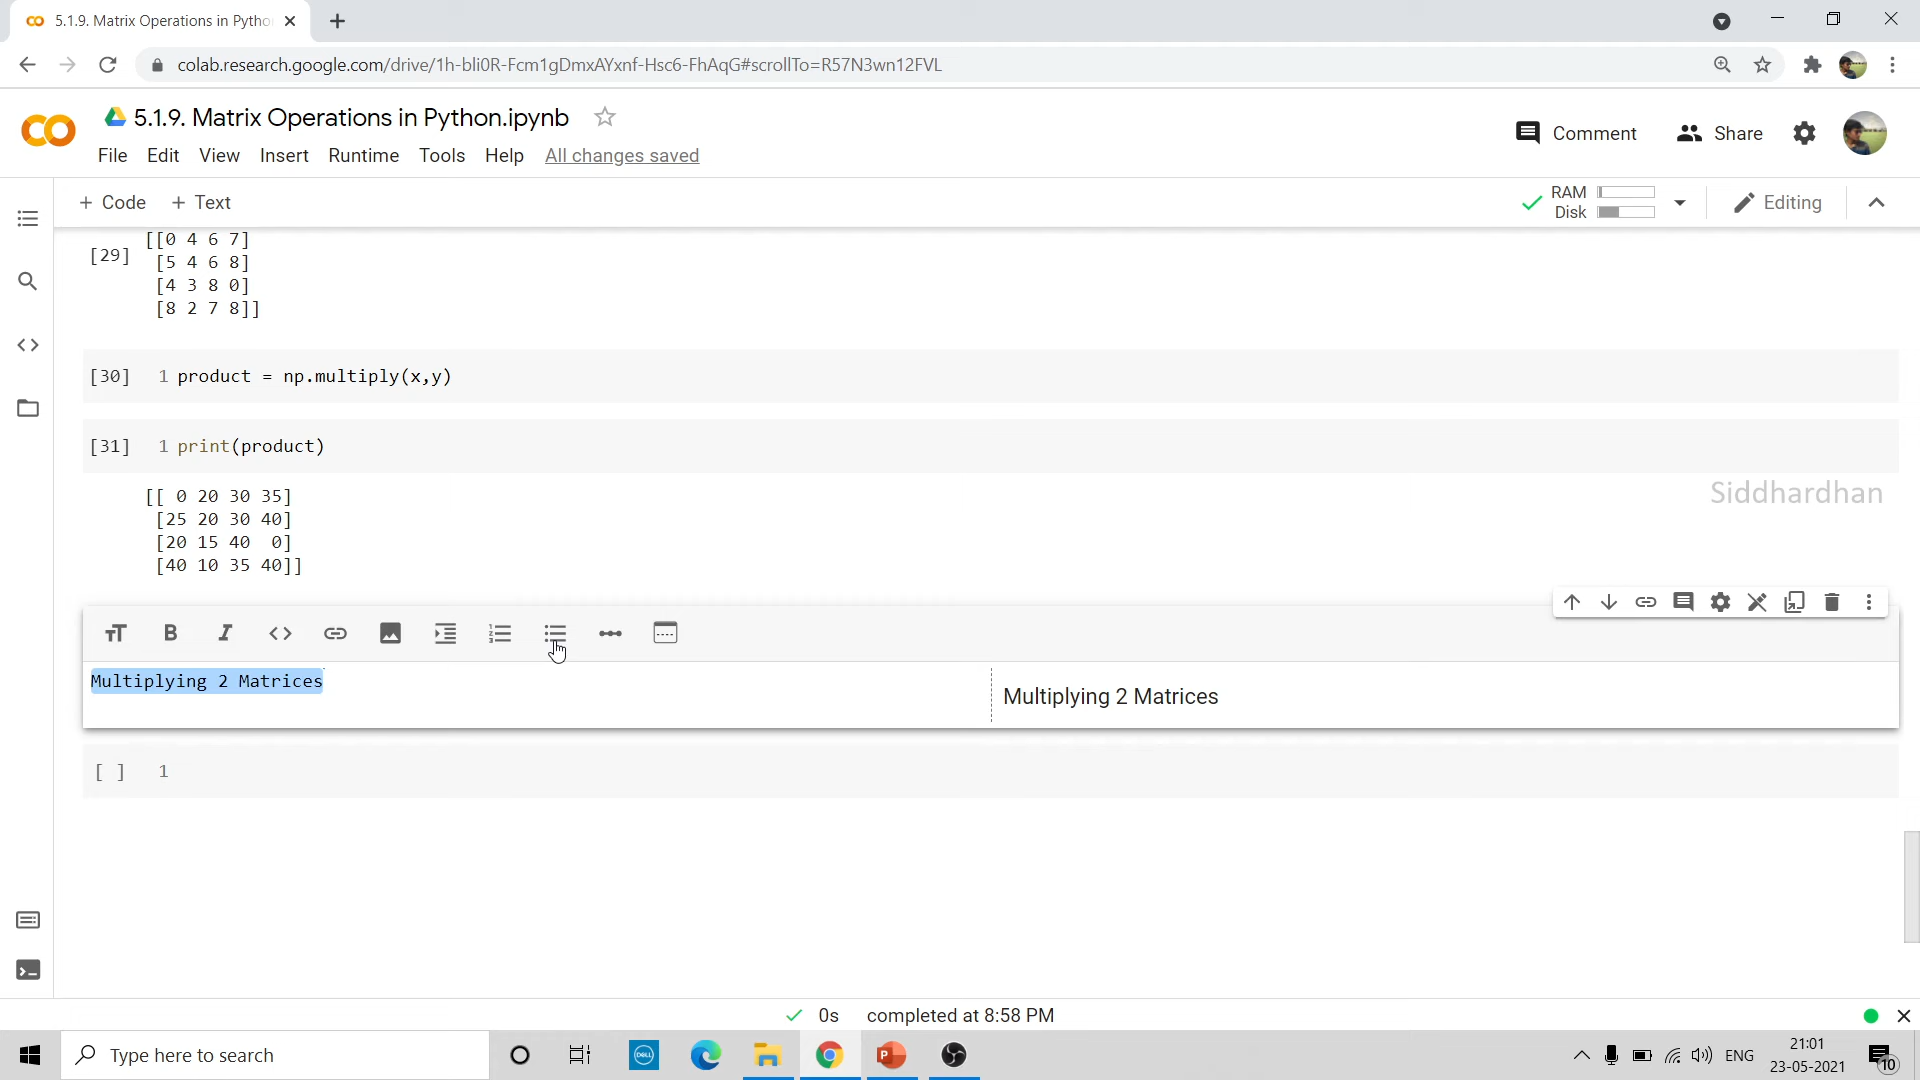 5.1.9. Matrix Operations in Pytho
colab.research.google.com/drive/1h-bli0R-Fcm1gDmxAYxnf-Hsc6-FhAqG#scrollTo=R57N3wn12FVL
5.1.9. Matrix Operations in Python.ipynb
Comment
Share
File Edit View Insert Runtime Tools Help All changes saved
+ Code + Text
RAM
Disk
Editing
[29]
[[0 4 6 7]
[5 4 6 8]
[4 3 8 0]
[8 2 7 8]]
[30] 1 product = np.multiply(x,y)
[31] 1 print(product)
[[ 0 20 30 35]
[25 20 30 40]
[20 15 40  0]
[40 10 35 40]]
Siddhardhan
Multiplying 2 Matrices
Multiplying 2 Matrices
[ ] 1
0s completed at 8:58 PM
Type here to search
DELL
ENG
21:01
23-05-2021
10